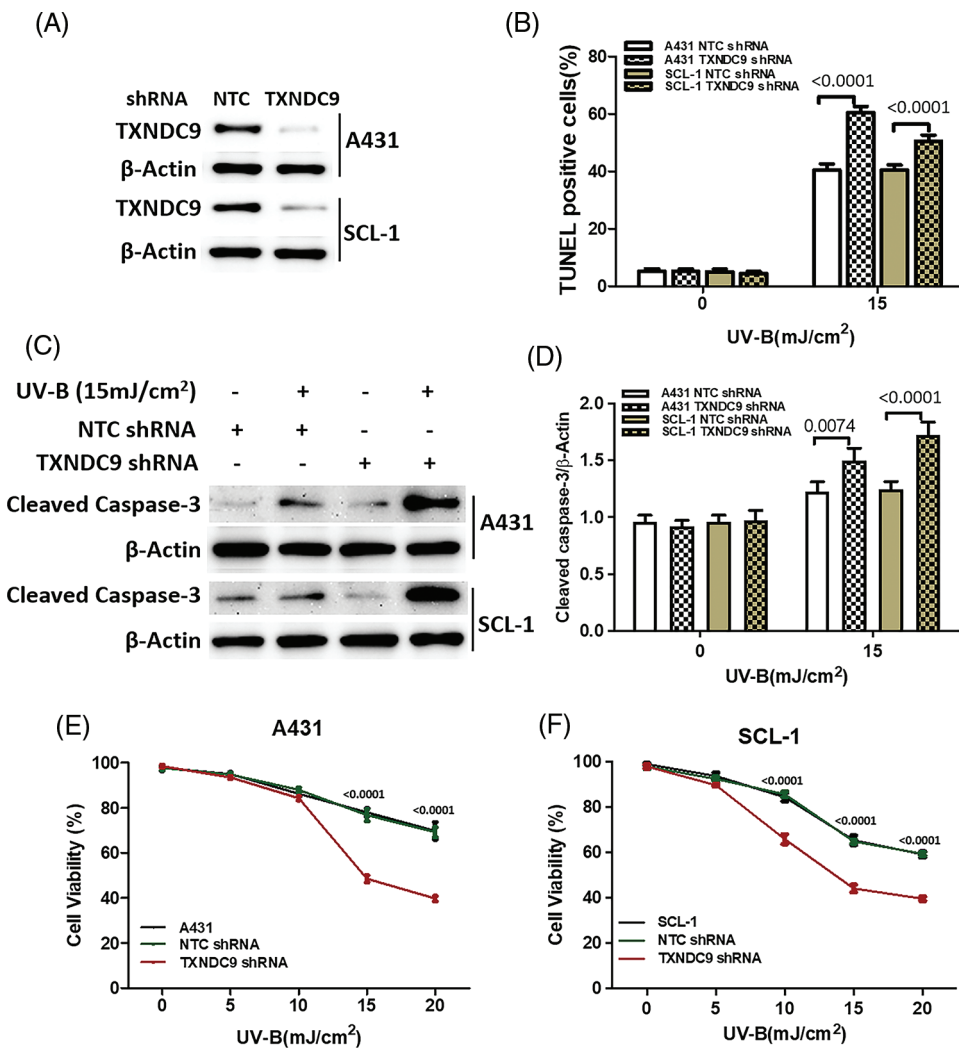 (A)
shRNA NTC TXNDC9
TXNDC9
β-Actin
A431
TXNDC9
β-Actin
SCL-1
(B)
A431 NTC shRNA
A431 TXNDC9 shRNA
SCL-1 NTC shRNA
SCL-1 TXNDC9 shRNA
TUNEL positive cells(%)
80
60
40
20
0
<0.0001
<0.0001
0 15
UV-B(mJ/cm²)
(C)
UV-B (15mJ/cm²) - + - +
NTC shRNA + + - -
TXNDC9 shRNA - - + +
Cleaved Caspase-3
β-Actin
A431
Cleaved Caspase-3
β-Actin
SCL-1
(D)
A431 NTC shRNA
A431 TXNDC9 shRNA
SCL-1 NTC shRNA
SCL-1 TXNDC9 shRNA
Cleaved caspase-3/β-Actin
2.0
1.5
1.0
0.5
0.0
0.0074
<0.0001
0 15
UV-B(mJ/cm²)
(E)
A431
Cell Viability (%)
100
80
60
40
20
0
<0.0001
<0.0001
A431
NTC shRNA
TXNDC9 shRNA
0 5 10 15 20
UV-B(mJ/cm²)
(F)
SCL-1
Cell Viability (%)
100
80
60
40
20
0
<0.0001
<0.0001
<0.0001
SCL-1
NTC shRNA
TXNDC9 shRNA
0 5 10 15 20
UV-B(mJ/cm²)